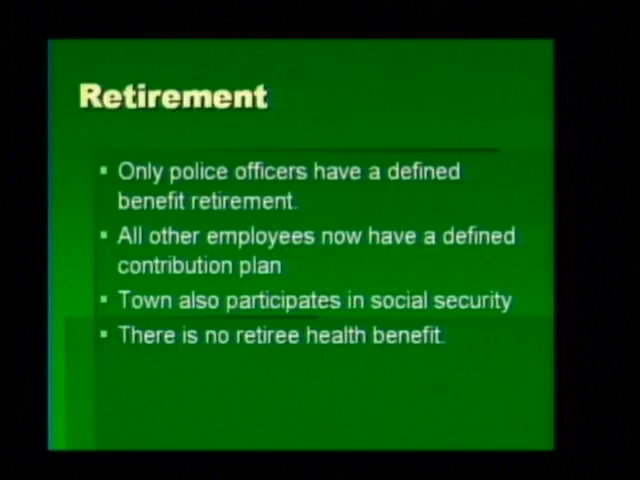 Retirement
▪ Only police officers have a defined
benefit retirement.
▪ All other employees now have a defined
contribution plan
▪ Town also participates in social security
▪ There is no retiree health benefit.